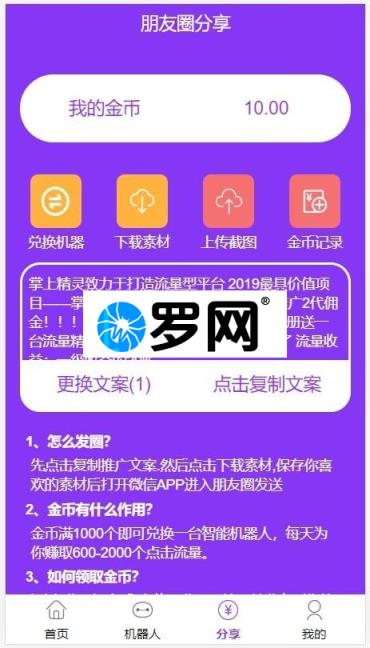 朋友圈分享
我的金币 10.00
兑换机器 下载素材 上传截图 金币记录
掌上精灵致力于打造流量型平台 2019最具价值项
目——掌 推广2代佣
金！！！ 册送一
台流量精 了 流量收
罗网®
更换文案(1) 点击复制文案
1、怎么发圈?
先点击复制推广文案.然后点击下载素材,保存你喜
欢的素材后打开微信APP进入朋友圈发送
2、金币有什么作用？
金币满1000个即可兑换一台智能机器人，每天为
你赚取600-2000个点击流量。
3、如何领取金币？
首页 机器人 分享 我的